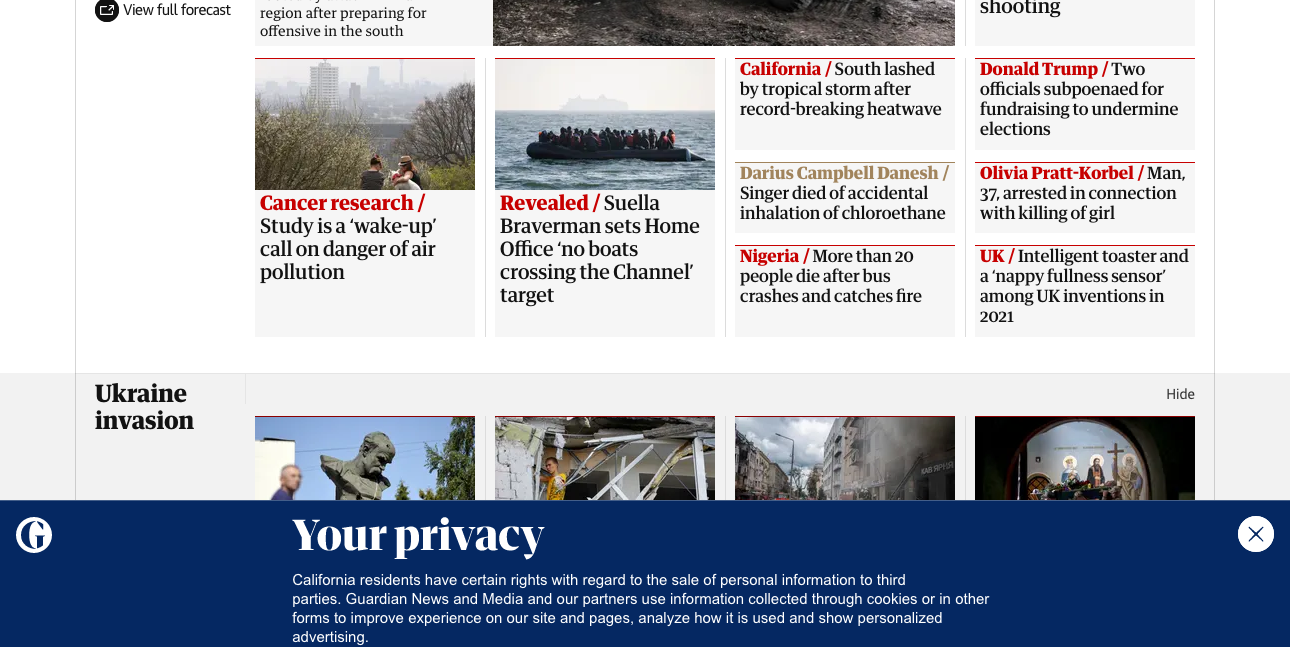 View full forecast
region after preparing for
offensive in the south
shooting
Cancer research /
Study is a ‘wake-up’
call on danger of air
pollution
Revealed / Suella
Braverman sets Home
Office ‘no boats
crossing the Channel’
target
California / South lashed
by tropical storm after
record-breaking heatwave
Donald Trump / Two
officials subpoenaed for
fundraising to undermine
elections
Darius Campbell Danesh /
Singer died of accidental
inhalation of chloroethane
Olivia Pratt-Korbel / Man,
37, arrested in connection
with killing of girl
Nigeria / More than 20
people die after bus
crashes and catches fire
UK / Intelligent toaster and
a ‘nappy fullness sensor’
among UK inventions in
2021
Ukraine
invasion
Hide
Your privacy
California residents have certain rights with regard to the sale of personal information to third
parties. Guardian News and Media and our partners use information collected through cookies or in other
forms to improve experience on our site and pages, analyze how it is used and show personalized
advertising.